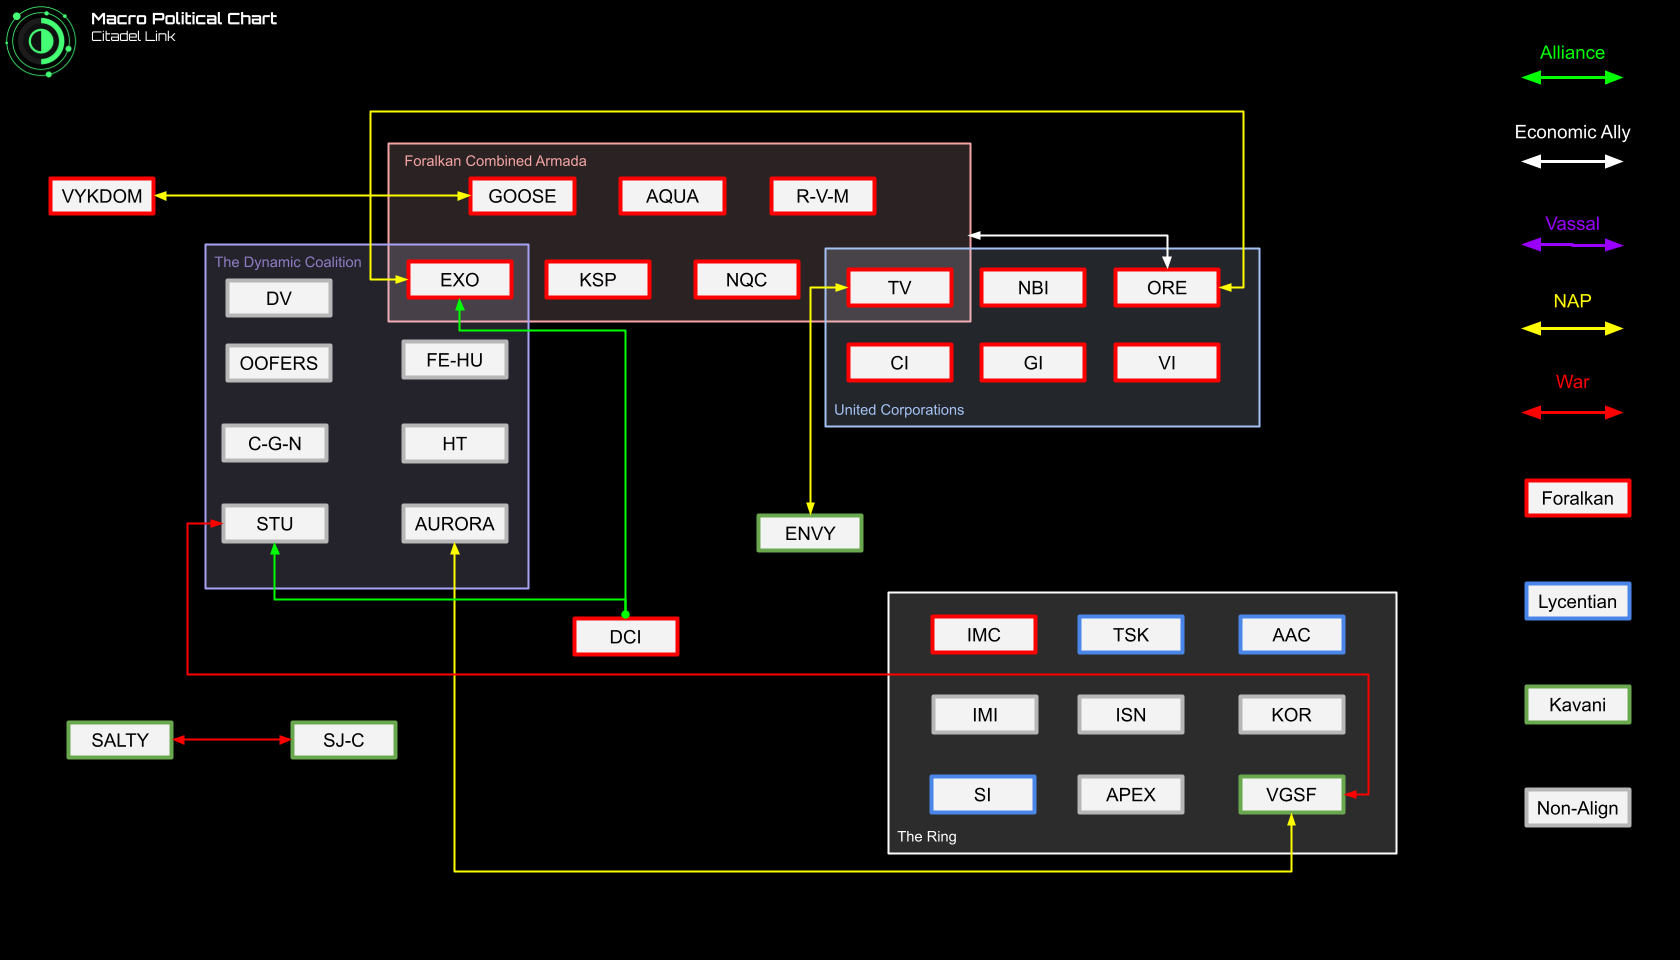 Macro Political Chart
Citadel Link
Alliance
Economic Ally
Vassal
NAP
War
Foralkan
Lycentian
Kavani
Non-Align
Foralkan Combined Armada
VYKDOM
GOOSE
AQUA
R-V-M
The Dynamic Coalition
EXO
KSP
NQC
TV
NBI
ORE
DV
OOFERS
FE-HU
CI
GI
VI
United Corporations
C-G-N
HT
STU
AURORA
ENVY
DCI
IMC
TSK
AAC
IMI
ISN
KOR
SALTY
SJ-C
SI
APEX
VGSF
The Ring